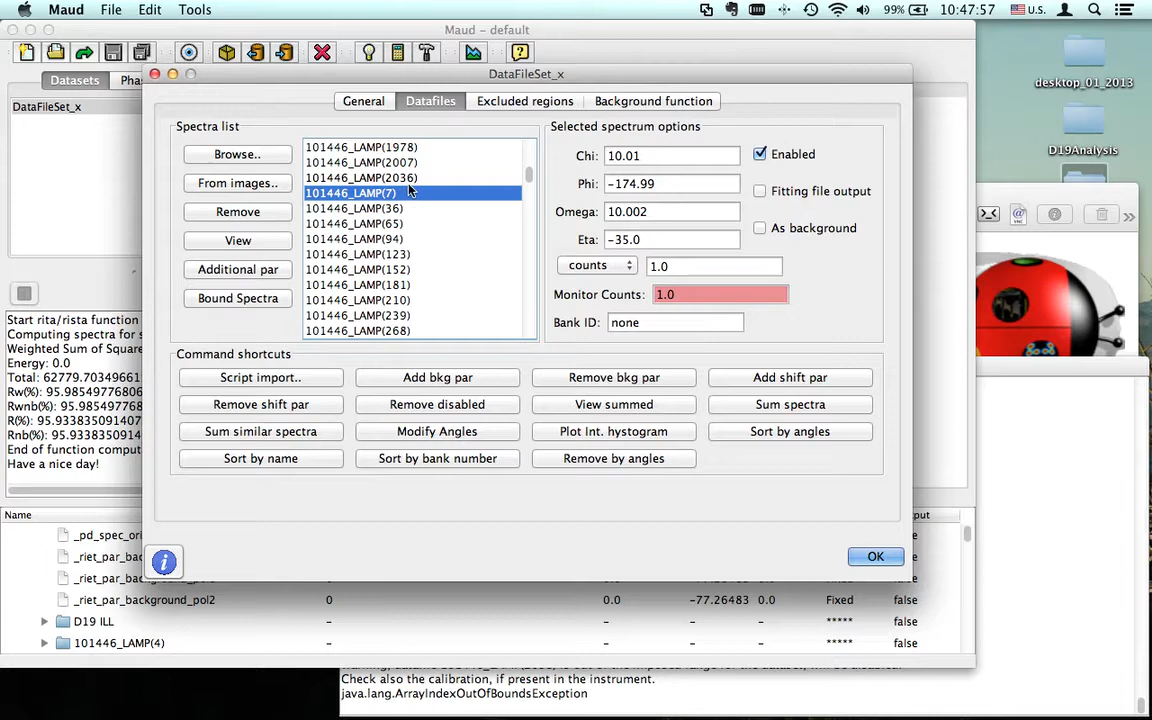 Maud File Edit Tools 99% 10:47:57 U.S.
Maud - default
desktop_01_2013
D19Analysis
Datasets Pha
DataFileSet_x
DataFileSet_x
General Datafiles Excluded regions Background function
Spectra list
Browse..
From images..
Remove
View
Additional par
Bound Spectra
101446_LAMP(1978)
101446_LAMP(2007)
101446_LAMP(2036)
101446_LAMP(7)
101446_LAMP(36)
101446_LAMP(65)
101446_LAMP(94)
101446_LAMP(123)
101446_LAMP(152)
101446_LAMP(181)
101446_LAMP(210)
101446_LAMP(239)
101446_LAMP(268)
Selected spectrum options
Chi: 10.01 Enabled
Phi: -174.99 Fitting file output
Omega: 10.002
As background
Eta: -35.0
counts 1.0
Monitor Counts: 1.0
Bank ID: none
Command shortcuts
Script import.. Add bkg par Remove bkg par Add shift par
Remove shift par Remove disabled View summed Sum spectra
Sum similar spectra Modify Angles Plot Int. hystogram Sort by angles
Sort by name Sort by bank number Remove by angles
OK
Start rita/rista function
Computing spectra for s
Weighted Sum of Square
Energy: 0.0
Total: 62779.70349661
Rw(%): 95.9854977680
Rwnb(%): 95.98549776
R(%): 95.933835091407
Rnb(%): 95.9338350914
End of function comput
Have a nice day!
Name put
_pd_spec_ori
_riet_par_bac
_riet_par_background_pol2 0 0.0 -77.26483 0.0 Fixed false
D19 ILL – – – – ***** false
101446_LAMP(4) – – – – ***** false
Check also the calibration, if present in the instrument.
java.lang.ArrayIndexOutOfBoundsException